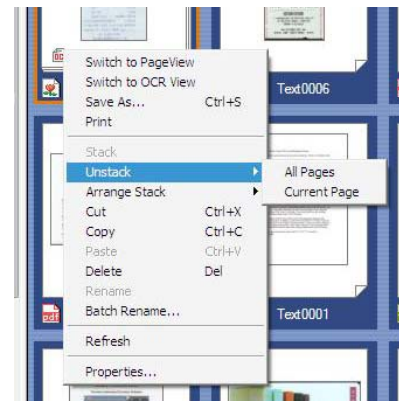 Switch to PageView
Switch to OCR View
Save As... Ctrl+S
Print
Stack
Unstack
All Pages
Arrange Stack
Current Page
Cut Ctrl+X
Copy Ctrl+C
Paste Ctrl+V
Delete Del
Rename
Batch Rename...
Refresh
Properties...
Text0006
Text0001
pdf